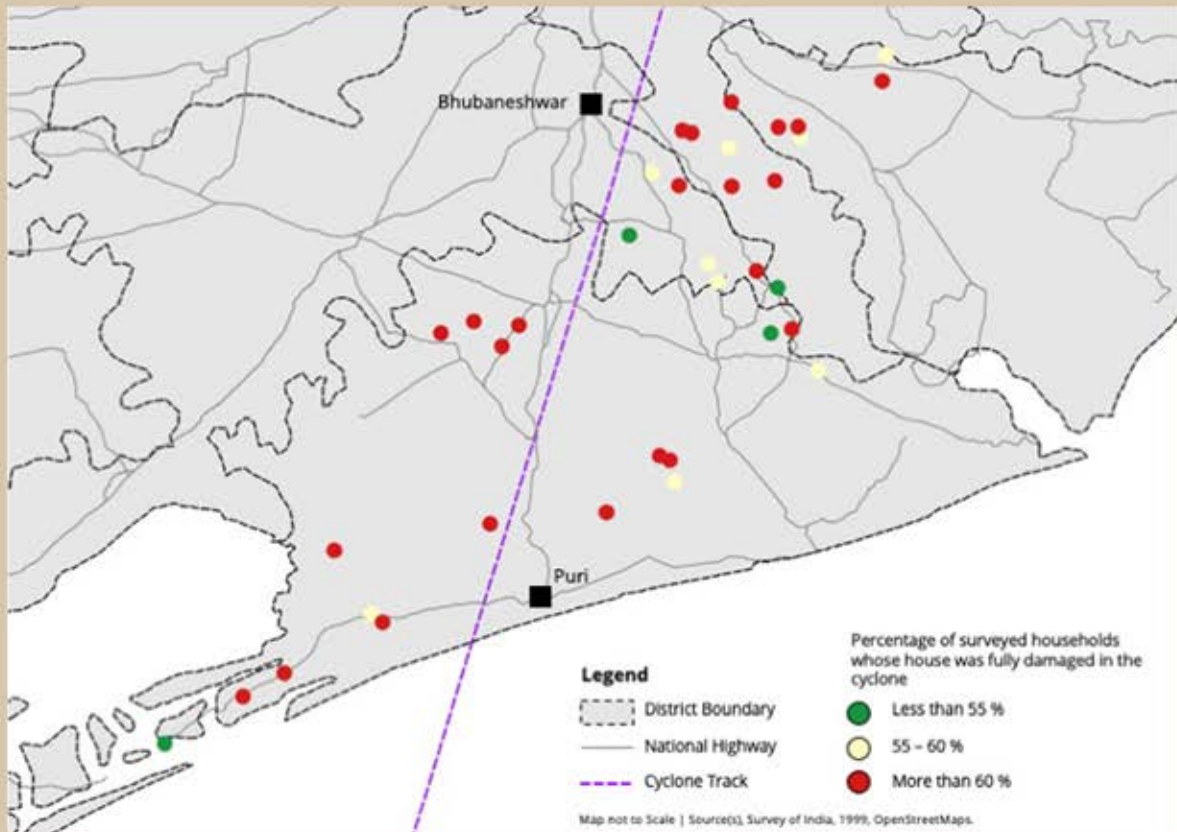 Bhubaneshwar
Puri
Legend
District Boundary
National Highway
Cyclone Track
Percentage of surveyed households
whose house was fully damaged in the
cyclone
Less than 55 %
55 – 60 %
More than 60 %
Map not to Scale | Source(s), Survey of India, 1999, OpenStreetMaps.